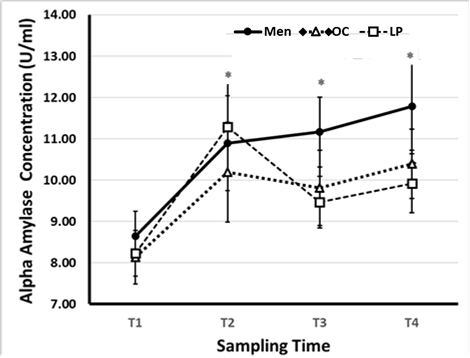 14.00
Men OC LP
13.00
* * *
12.00
11.00
10.00
9.00
8.00
7.00
T1 T2 T3 T4
Sampling Time
Alpha Amylase Concentration (U/ml)